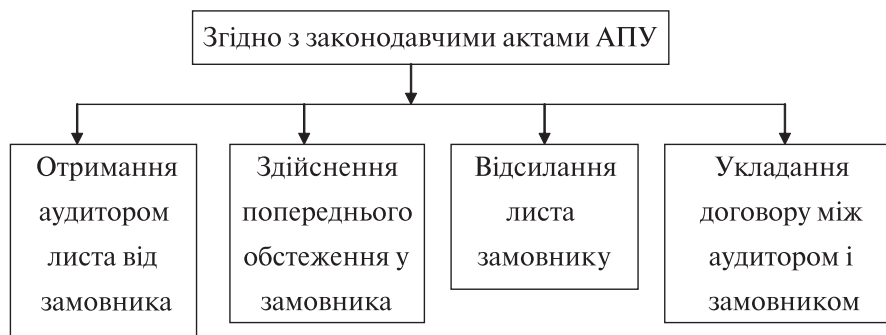 Згідно з законодавчими актами АПУ
Отримання
аудитором
листа від
замовника
Здійснення
попереднього
обстеження у
замовника
Відсилання
листа
замовнику
Укладання
договору між
аудитором і
замовником